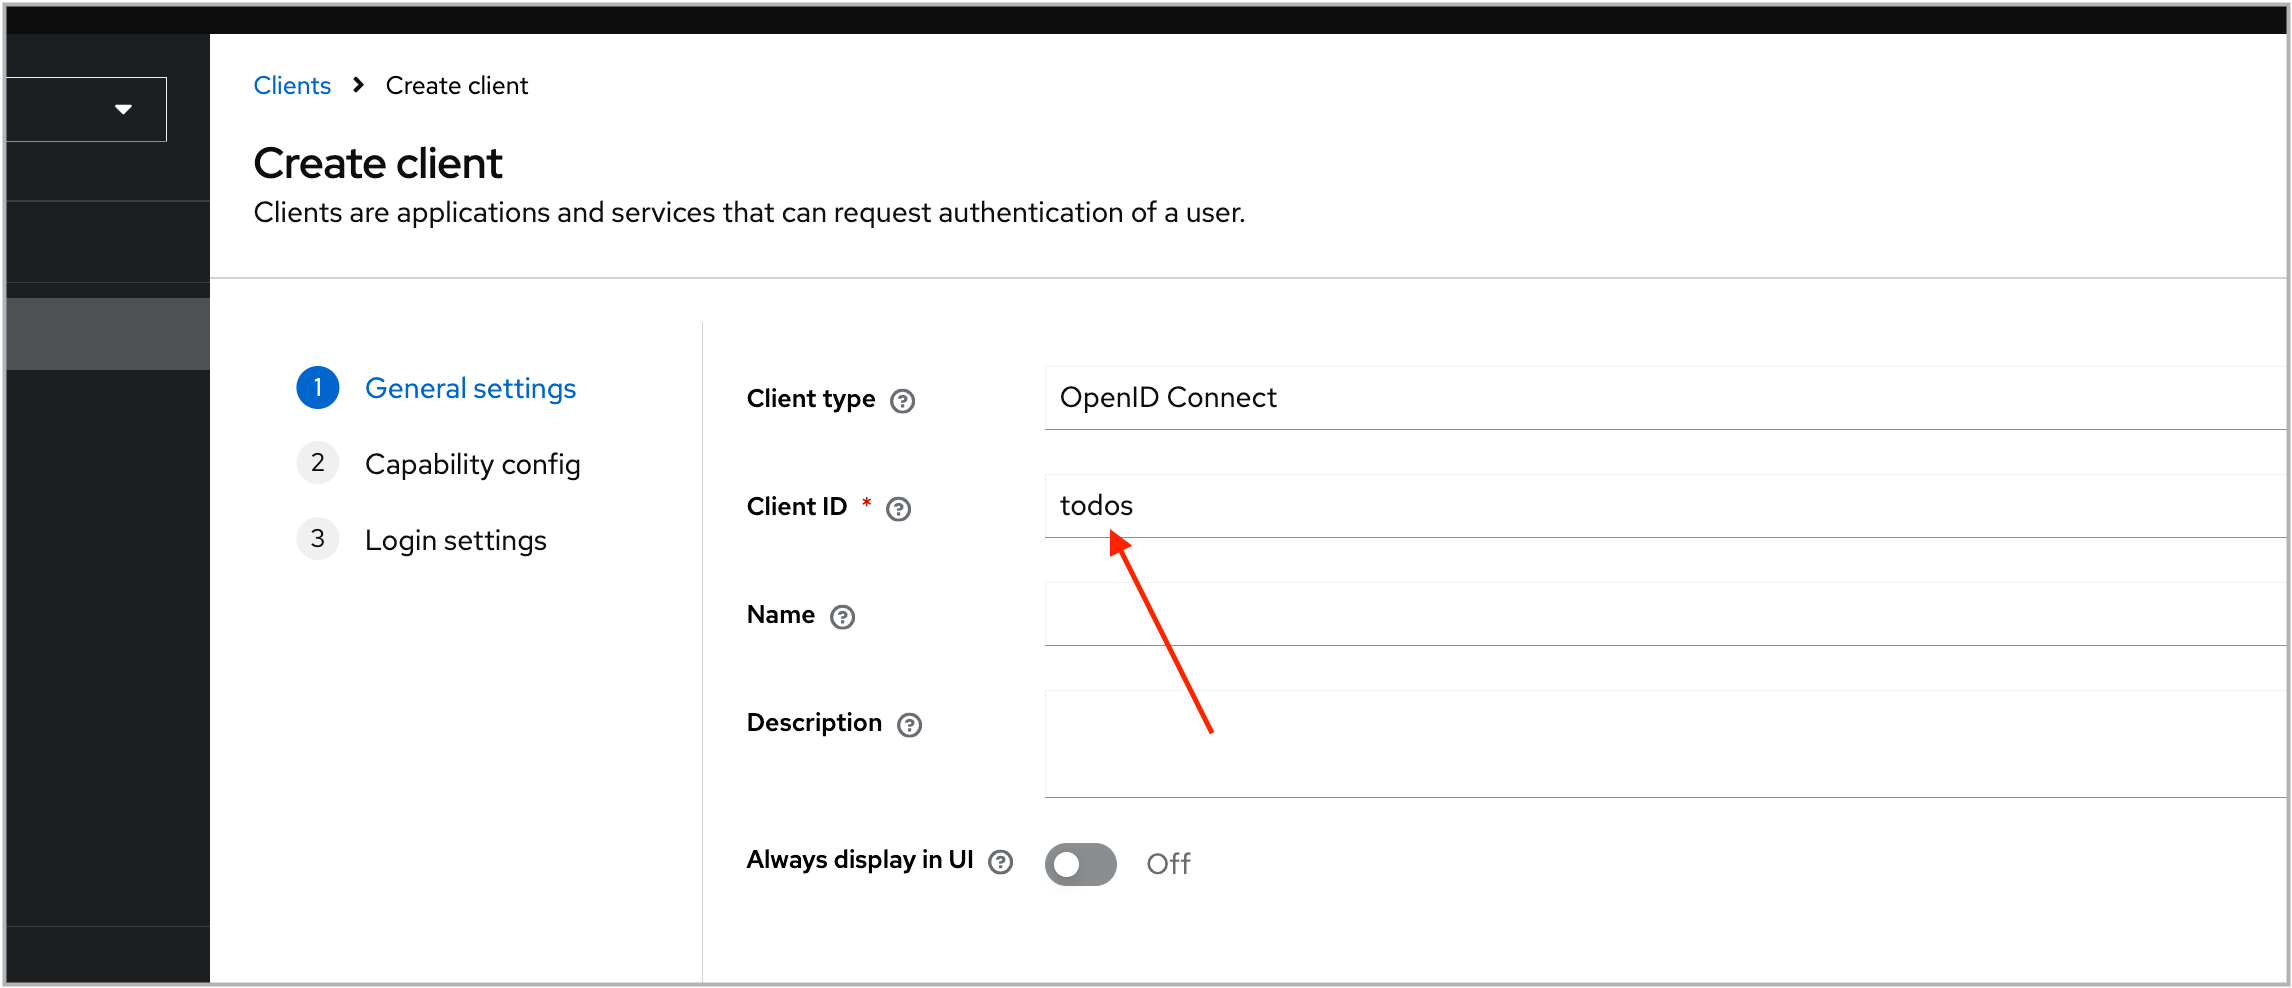 Clients > Create client
Create client
Clients are applications and services that can request authentication of a user.
1 General settings
2 Capability config
3 Login settings
Client type ? OpenID Connect
Client ID * ? todos
Name ?
Description ?
Always display in UI ? Off